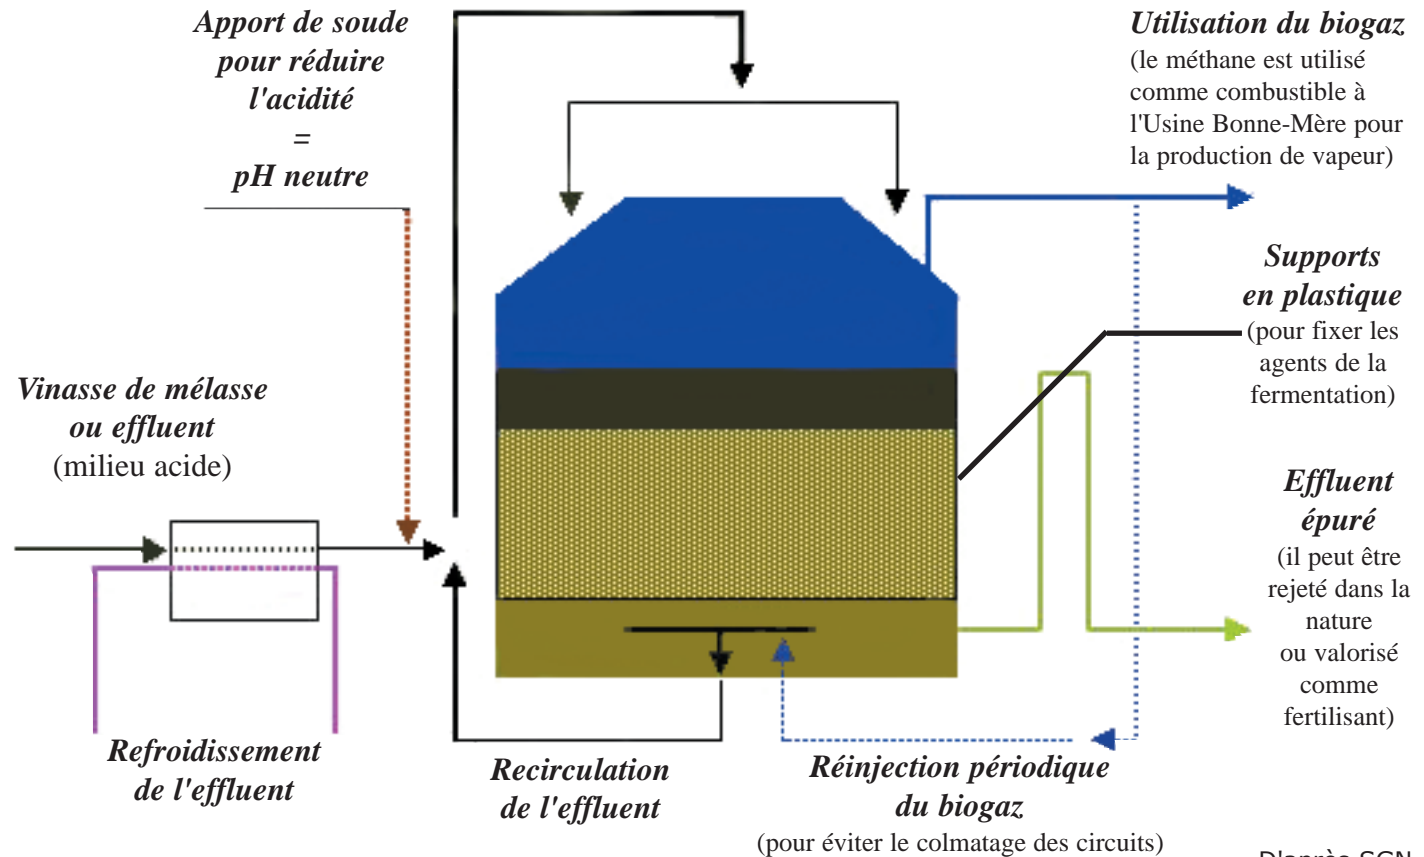 Apport de soude
pour réduire
l'acidité
=
pH neutre
Utilisation du biogaz
(le méthane est utilisé
comme combustible à
l'Usine Bonne-Mère pour
la production de vapeur)
Supports
en plastique
(pour fixer les
agents de la
fermentation)
Vinasse de mélasse
ou effluent
(milieu acide)
Effluent
épuré
(il peut être
rejeté dans la
nature
ou valorisé
comme
fertilisant)
Refroidissement
de l'effluent
Recirculation
de l'effluent
Réinjection périodique
du biogaz
(pour éviter le colmatage des circuits)
D'après SGN